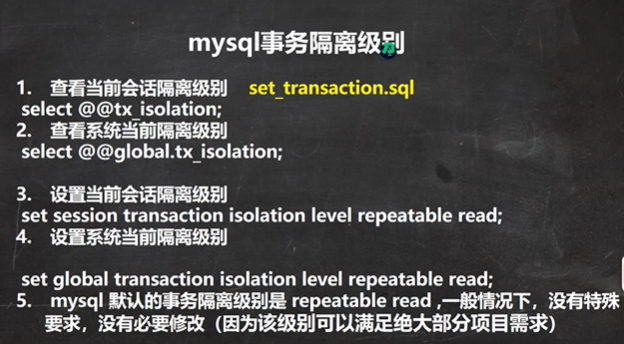 mysql事务隔离级别
1. 查看当前会话隔离级别 set_transaction.sql
select @@tx_isolation;
2. 查看系统当前隔离级别
select @@global.tx_isolation;
3. 设置当前会话隔离级别
set session transaction isolation level repeatable read;
4. 设置系统当前隔离级别
set global transaction isolation level repeatable read;
5. mysql 默认的事务隔离级别是 repeatable read ,一般情况下，没有特殊
要求，没有必要修改（因为该级别可以满足绝大部分项目需求）